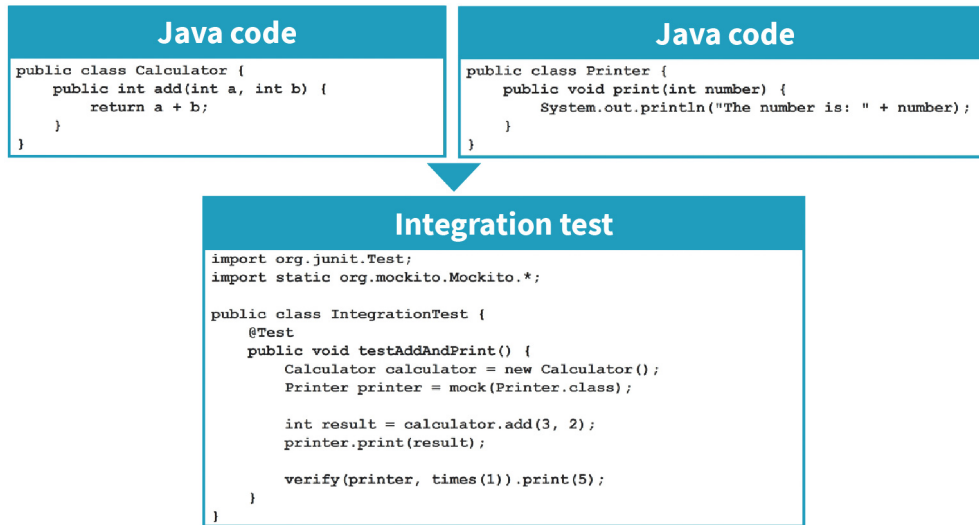 Java code
public class Calculator {
    public int add(int a, int b) {
        return a + b;
    }
}
Java code
public class Printer {
    public void print(int number) {
        System.out.println("The number is: " + number);
    }
}
Integration test
import org.junit.Test;
import static org.mockito.Mockito.*;

public class IntegrationTest {
    @Test
    public void testAddAndPrint() {
        Calculator calculator = new Calculator();
        Printer printer = mock(Printer.class);

        int result = calculator.add(3, 2);
        printer.print(result);

        verify(printer, times(1)).print(5);
    }
}